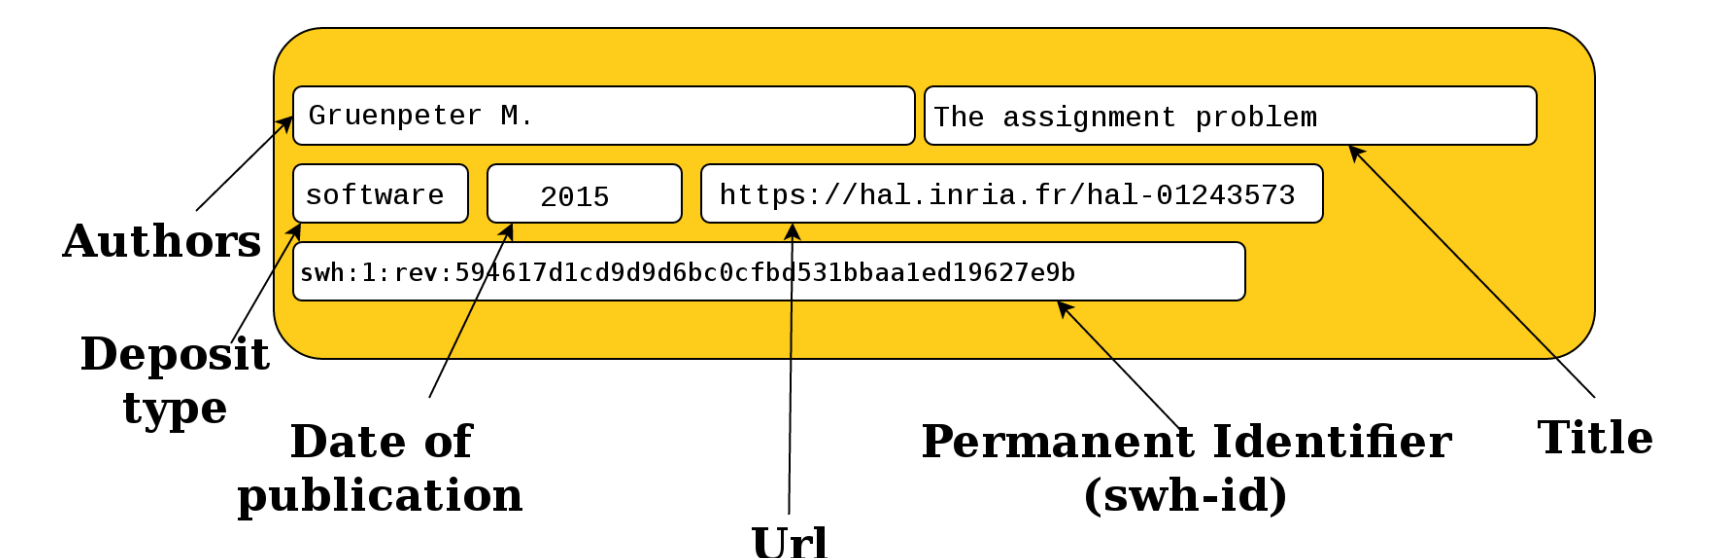 Gruenpeter M.
The assignment problem
software
2015
https://hal.inria.fr/hal-01243573
swh:1:rev:594617d1cd9d9d6bc0cfbd531bbaa1ed19627e9b
Authors
Deposit
type
Date of
publication
Url
Permanent Identifier
(swh-id)
Title